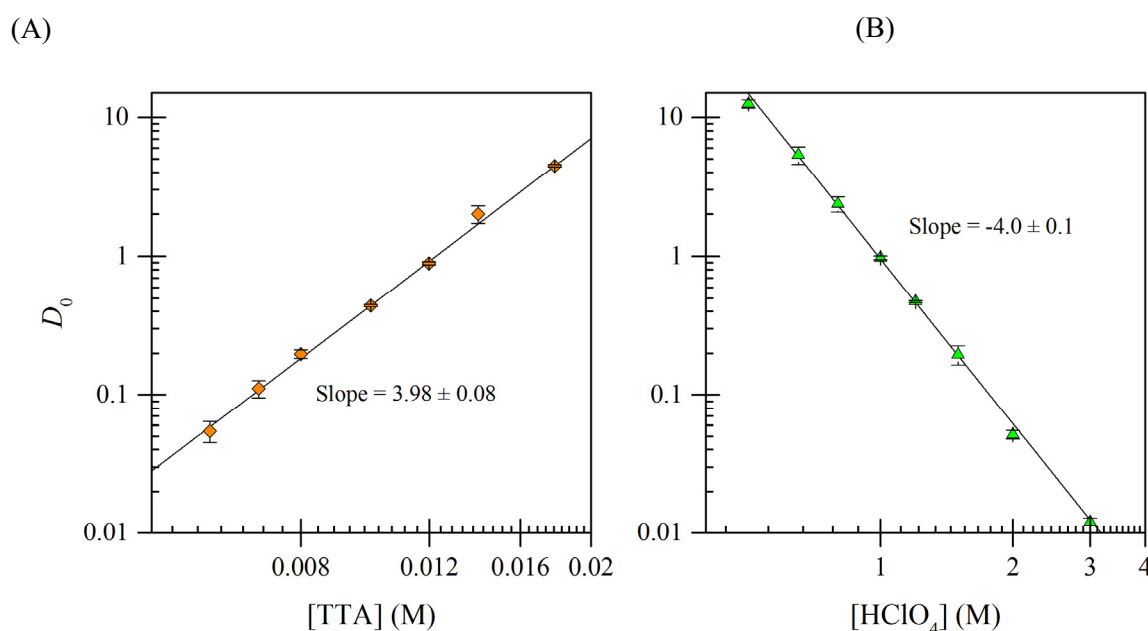 (A)
(B)
10
1
0.1
0.01
D₀
Slope = 3.98 ± 0.08
0.008
0.012
0.016
0.02
[TTA] (M)
10
1
0.1
0.01
Slope = -4.0 ± 0.1
1
2
3
4
[HClO₄] (M)